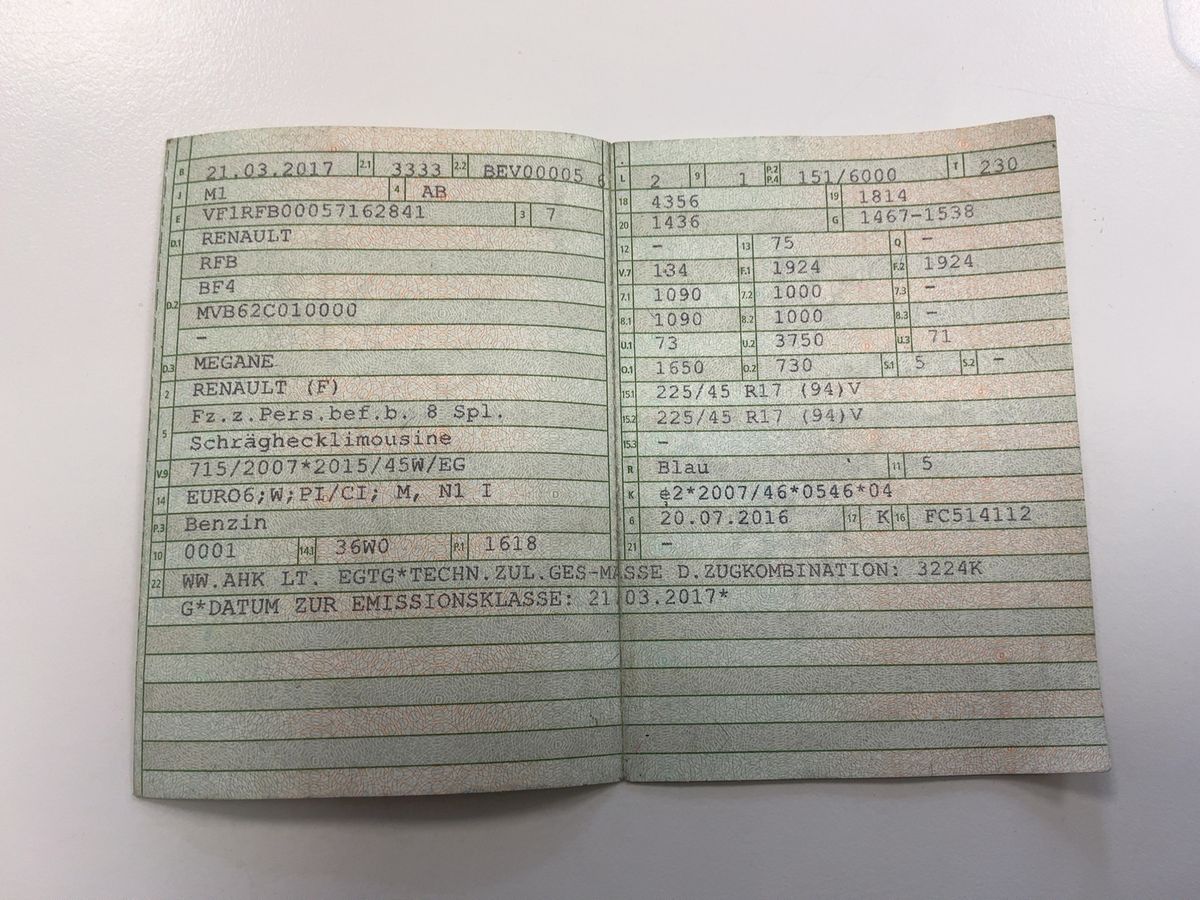 B 21.03.2017 2.1 3333 2.2 BEV00005 6
J M1 4 AB
E VF1RFB00057162841 3 7
D.1 RENAULT
RFB
D.2 BF4
MVB62C010000
–
D.3 MEGANE
2 RENAULT (F)
5 Fz.z.Pers.bef.b. 8 Spl.
Schräghecklimousine
V.9 715/2007*2015/45W/EG
14 EURO6;W;PI/CI; M, N1 I
P.3 Benzin
10 0001 14.1 36W0 P.1 1618
L 2 9 1 P.2 P.4 151/6000 T 230
18 4356 19 1814
20 1436 G 1467-1538
12 – 13 75 Q –
V.7 134 F.1 1924 F.2 1924
7.1 1090 7.2 1000 7.3 –
8.1 1090 8.2 1000 8.3 –
U.1 73 U.2 3750 U.3 71
O.1 1650 O.2 730 S.1 5 S.2 –
15.1 225/45 R17 (94)V
15.2 225/45 R17 (94)V
15.3 –
R Blau 11 5
K e2*2007/46*0546*04
6 20.07.2016 17 K 16 FC514112
21 –
22 WW.AHK LT. EGTG*TECHN.ZUL.GES-MASSE D.ZUGKOMBINATION: 3224K
G*DATUM ZUR EMISSIONSKLASSE: 21.03.2017*